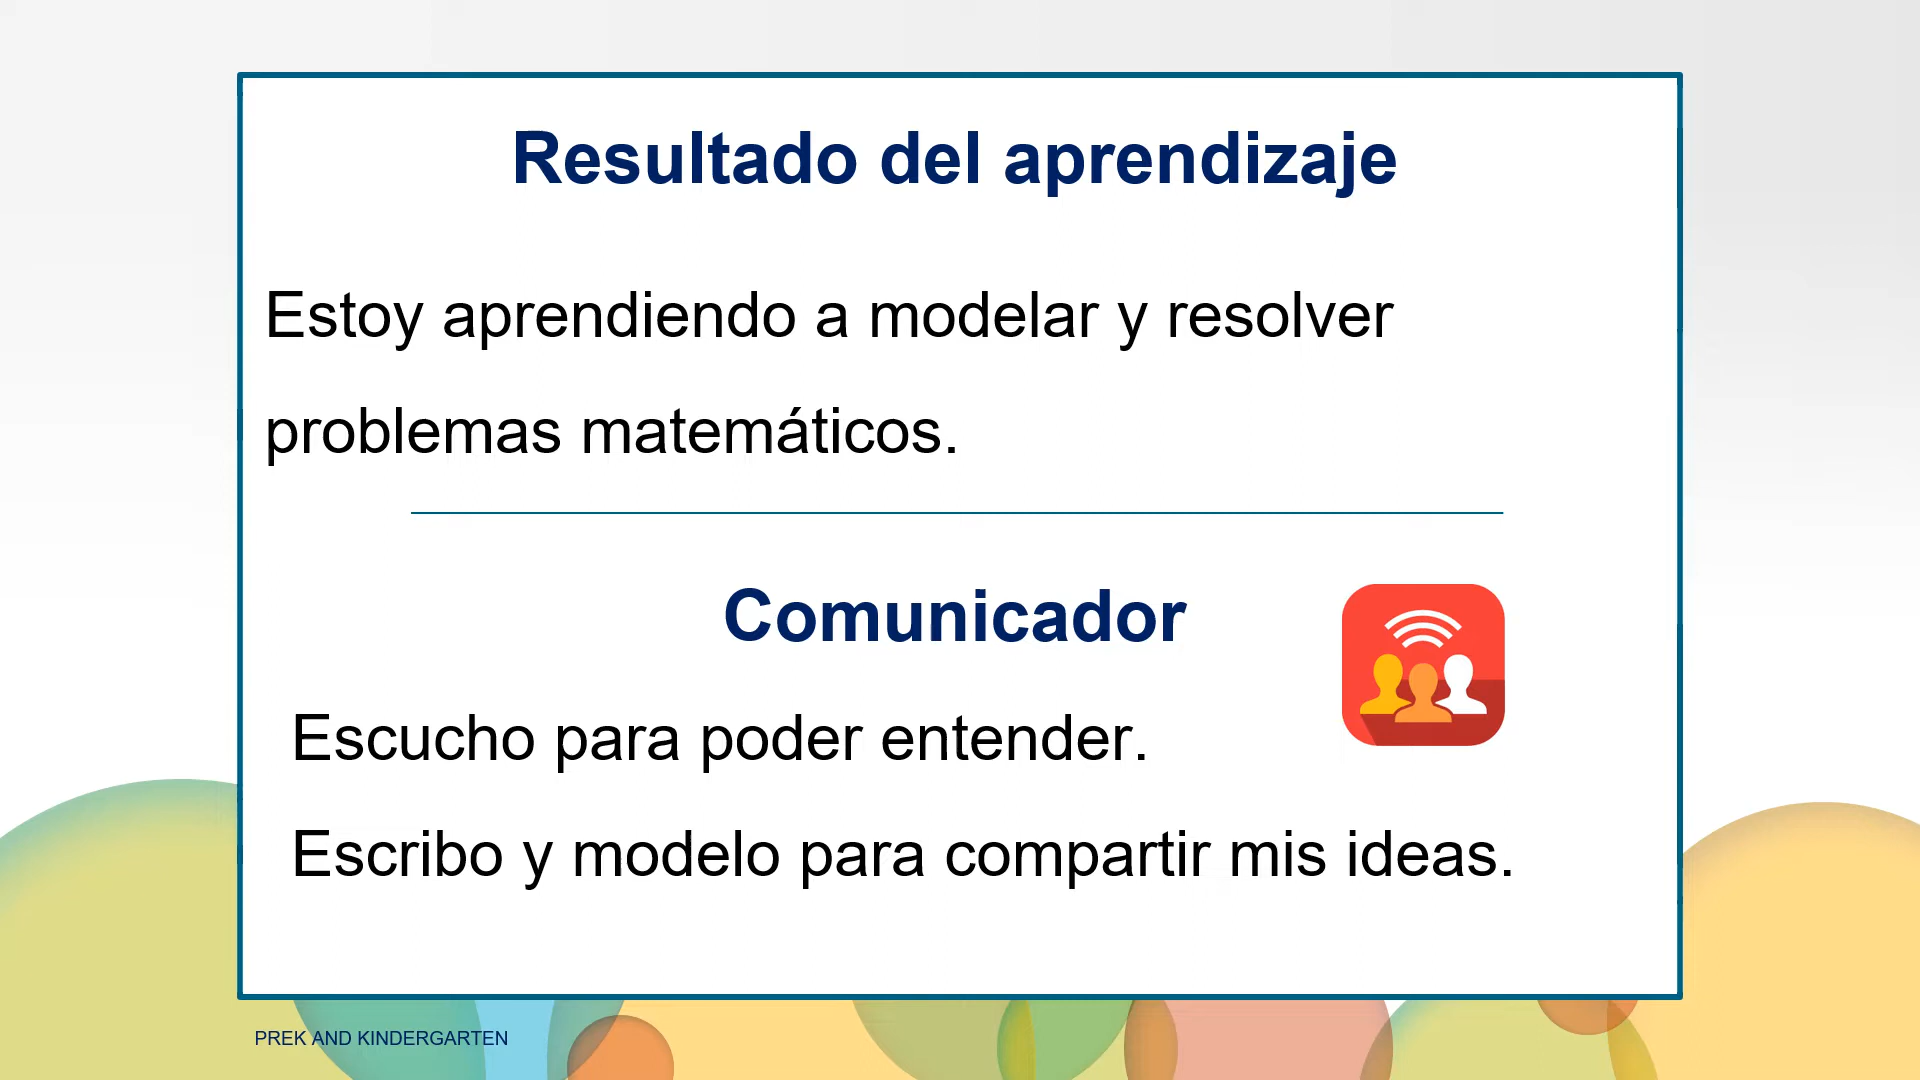 Resultado del aprendizaje
Estoy aprendiendo a modelar y resolver
problemas matemáticos.
Comunicador
Escucho para poder entender.
Escribo y modelo para compartir mis ideas.
PREK AND KINDERGARTEN